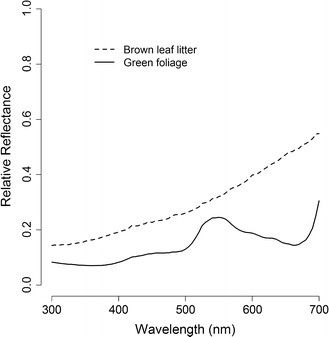 1.0
Brown leaf litter
Green foliage
0.8
Relative Reflectance
0.6
0.4
0.2
0.0
300 400 500 600 700
Wavelength (nm)